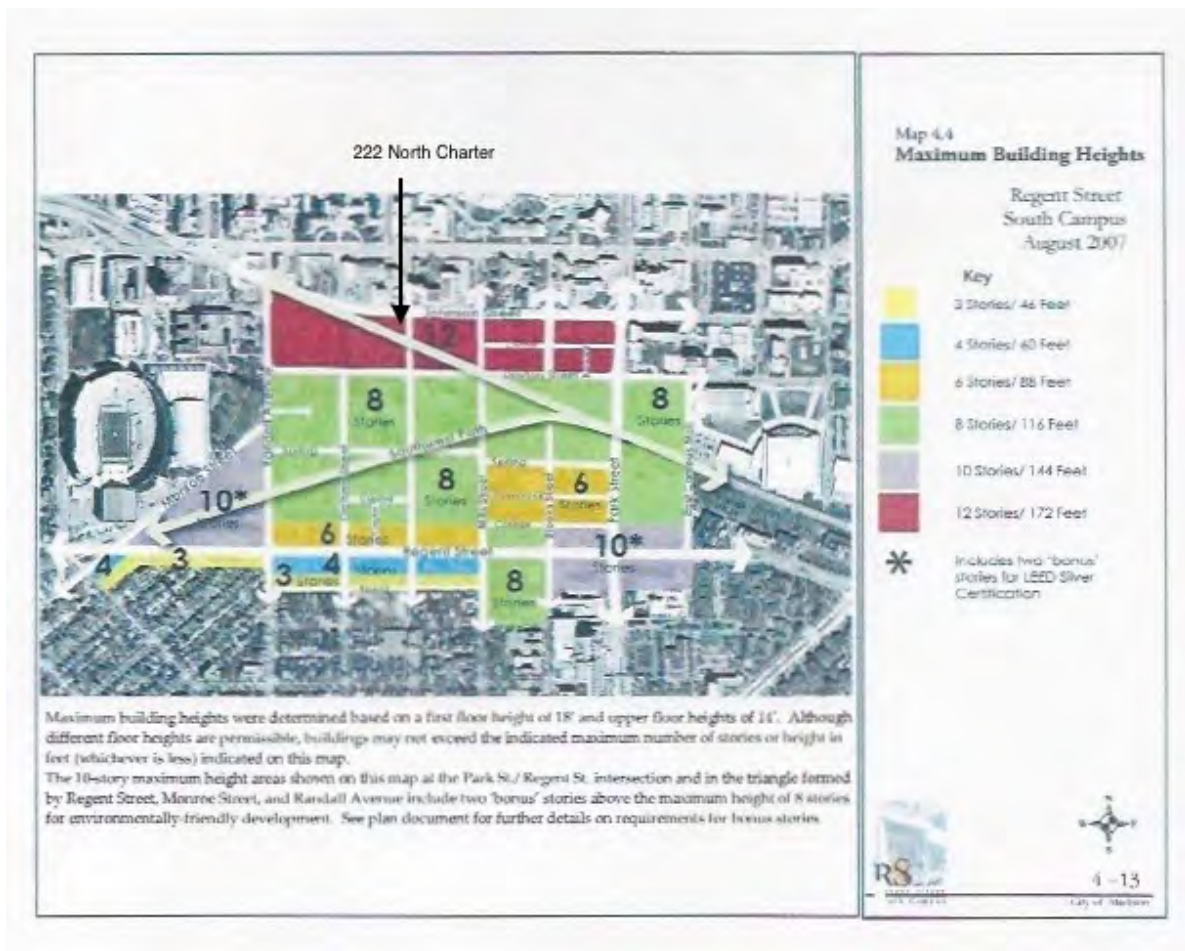 222 North Charter
Map 4.4
Maximum Building Heights
Regent Street
South Campus
August 2007
Key
3 Stories/ 46 Feet
4 Stories/ 60 Feet
6 Stories/ 88 Feet
8 Stories/ 116 Feet
10 Stories/ 144 Feet
12 Stories/ 172 Feet
* Includes two 'bonus'
stories for LEED Silver
Certification
Johnson Street
12
8
Stories
8
Stories
Southwest Path
8
Stories
Spring
6
Stories
Park Street
10*
Stories
6
Stories
Regent Street
10*
Stories
4
3
3
Stories
4
Stories
8
Stories
Maximum building heights were determined based on a first floor height of 18' and upper floor heights of 14'. Although
different floor heights are permissible, buildings may not exceed the indicated maximum number of stories or height in
feet (whichever is less) indicated on this map.
The 10-story maximum height areas shown on this map at the Park St./ Regent St. intersection and in the triangle formed
by Regent Street, Monroe Street, and Randall Avenue include two 'bonus' stories above the maximum height of 8 stories
for environmentally-friendly development. See plan document for further details on requirements for bonus stories.
RS
4 -13
City of Madison